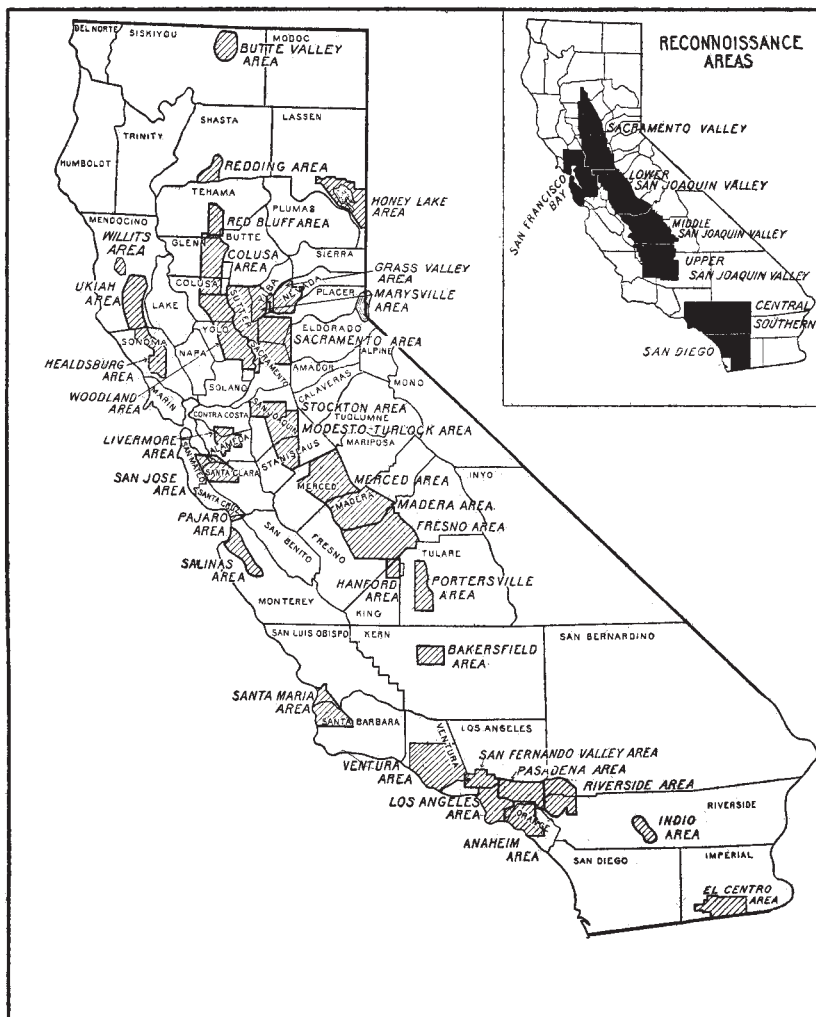 DEL NORTE
SISKIYOU
MODOC
BUTTE VALLEY
AREA
TRINITY
SHASTA
LASSEN
HUMBOLDT
REDDING AREA
TEHAMA
PLUMAS
HONEY LAKE
AREA
MENDOCINO
RED BLUFF AREA
WILLITS
AREA
GLENN
BUTTE
COLUSA
AREA
SIERRA
GRASS VALLEY
AREA
UKIAH
AREA
COLUSA
LAKE
SUTTER
YUBA
NEVADA
PLACER
MARYSVILLE
AREA
SONOMA
YOLO
ELDORADO
SACRAMENTO AREA
ALPINE
NAPA
SACRAMENTO
AMADOR
HEALDSBURG
AREA
SOLANO
CALAVERAS
MONO
WOODLAND
AREA
MARIN
CONTRA COSTA
SAN JOAQUIN
STOCKTON AREA
TUOLUMNE
MODESTO-TURLOCK AREA
LIVERMORE
AREA
ALAMEDA
STANISLAUS
MARIPOSA
SAN MATEO
SANTA CLARA
MERCED
MERCED AREA
INYO
SAN JOSE
AREA
SANTA CRUZ
MADERA
MADERA AREA
PAJARO
AREA
SAN BENITO
FRESNO
FRESNO AREA
SALINAS
AREA
TULARE
HANFORD
AREA
PORTERSVILLE
AREA
MONTEREY
KING
SAN LUIS OBISPO
KERN
SAN BERNARDINO
BAKERSFIELD
AREA
SANTA MARIA
AREA
SANTA BARBARA
VENTURA
LOS ANGELES
SAN FERNANDO VALLEY AREA
VENTURA
AREA
PASADENA AREA
RIVERSIDE AREA
LOS ANGELES
AREA
ORANGE
RIVERSIDE
INDIO
AREA
ANAHEIM
AREA
SAN DIEGO
IMPERIAL
EL CENTRO
AREA
RECONNOISSANCE
AREAS
SACRAMENTO VALLEY
LOWER
SAN JOAQUIN VALLEY
SAN FRANCISCO
BAY
MIDDLE
SAN JOAQUIN VALLEY
UPPER
SAN JOAQUIN VALLEY
CENTRAL
SOUTHERN
SAN DIEGO